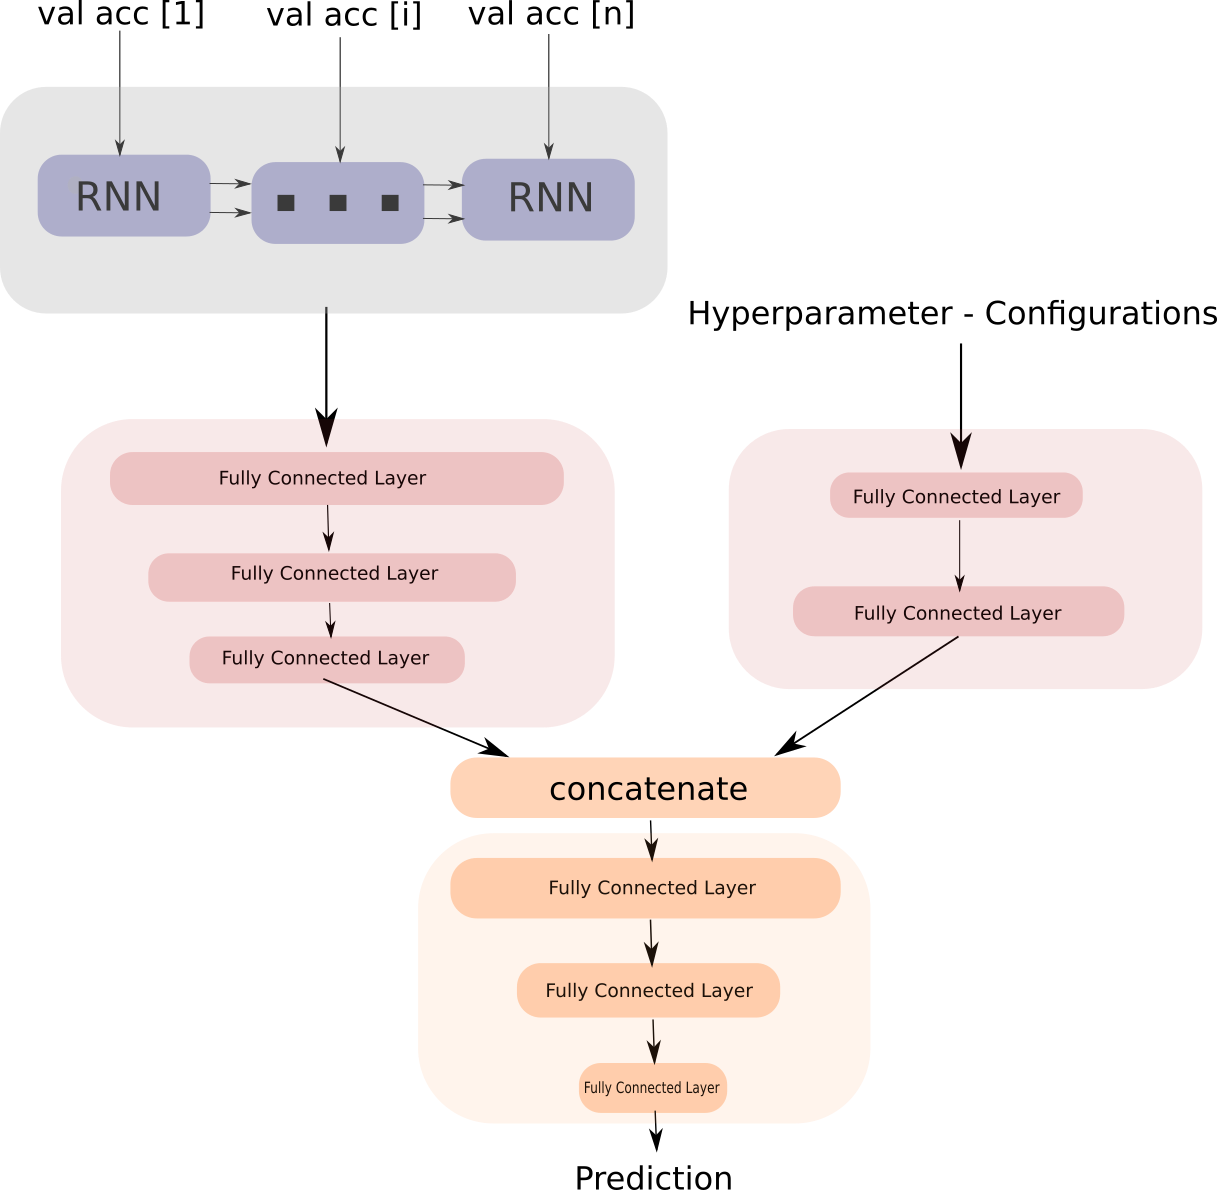 val acc [1]
val acc [i]
val acc [n]
RNN
RNN
Hyperparameter - Configurations
Fully Connected Layer
Fully Connected Layer
Fully Connected Layer
Fully Connected Layer
Fully Connected Layer
concatenate
Fully Connected Layer
Fully Connected Layer
Fully Connected Layer
Prediction